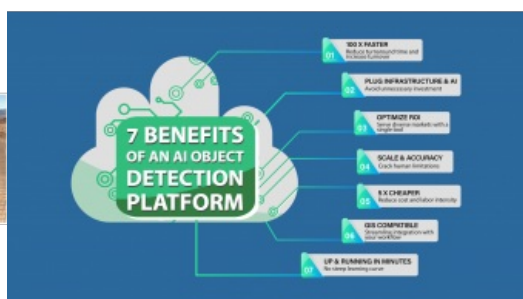 7 BENEFITS
OF AN AI OBJECT
DETECTION
PLATFORM
01
100 X FASTER
Reduce turnaround time and
increase turnover
02
PLUG INFRASTRUCTURE & AI
Avoid unnecessary investment
03
OPTIMIZE ROI
Serve diverse markets with a
single tool
04
SCALE & ACCURACY
Crack human limitations
05
5 X CHEAPER
Reduce cost and labor intensity
06
GIS COMPATIBLE
Streamline integration with
your workflow
07
UP & RUNNING IN MINUTES
No steep learning curve